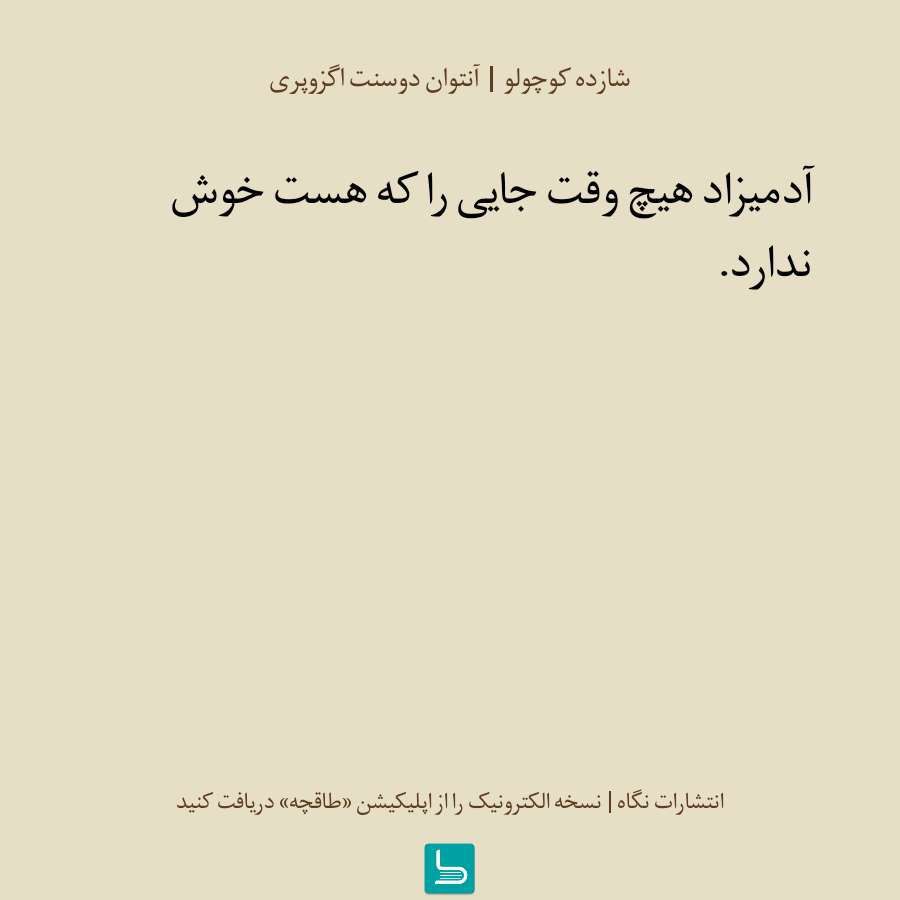 شازده کوچولو | آنتوان دوسنت اگزوپری
آدمیزاد هیچ وقت جایی را که هست خوش
ندارد.
انتشارات نگاه | نسخه الکترونیک را از اپلیکیشن «طاقچه» دریافت کنید